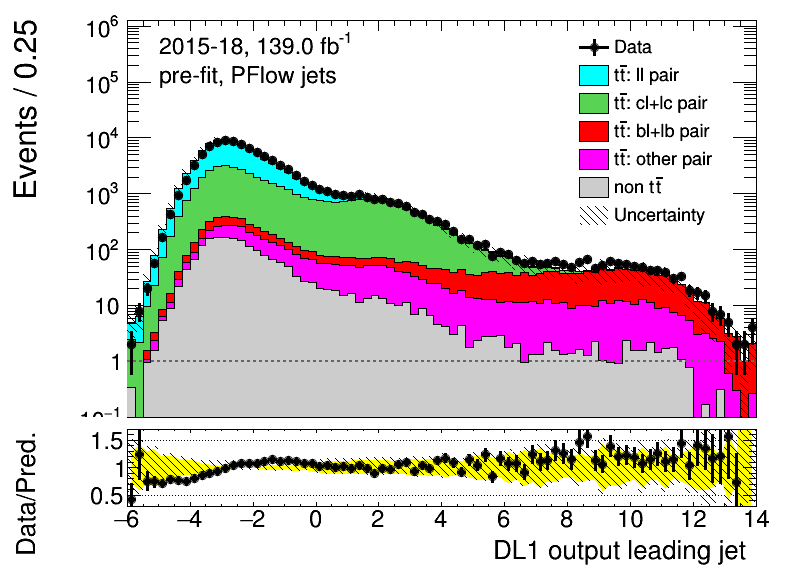 Events / 0.25
10⁶
10⁵
10⁴
10³
10²
10
1
10⁻¹
2015-18, 139.0 fb⁻¹
pre-fit, PFlow jets
Data
tt̄: ll pair
tt̄: cl+lc pair
tt̄: bl+lb pair
tt̄: other pair
non tt̄
Uncertainty
Data/Pred.
1.5
1
0.5
−6 −4 −2 0 2 4 6 8 10 12 14
DL1 output leading jet